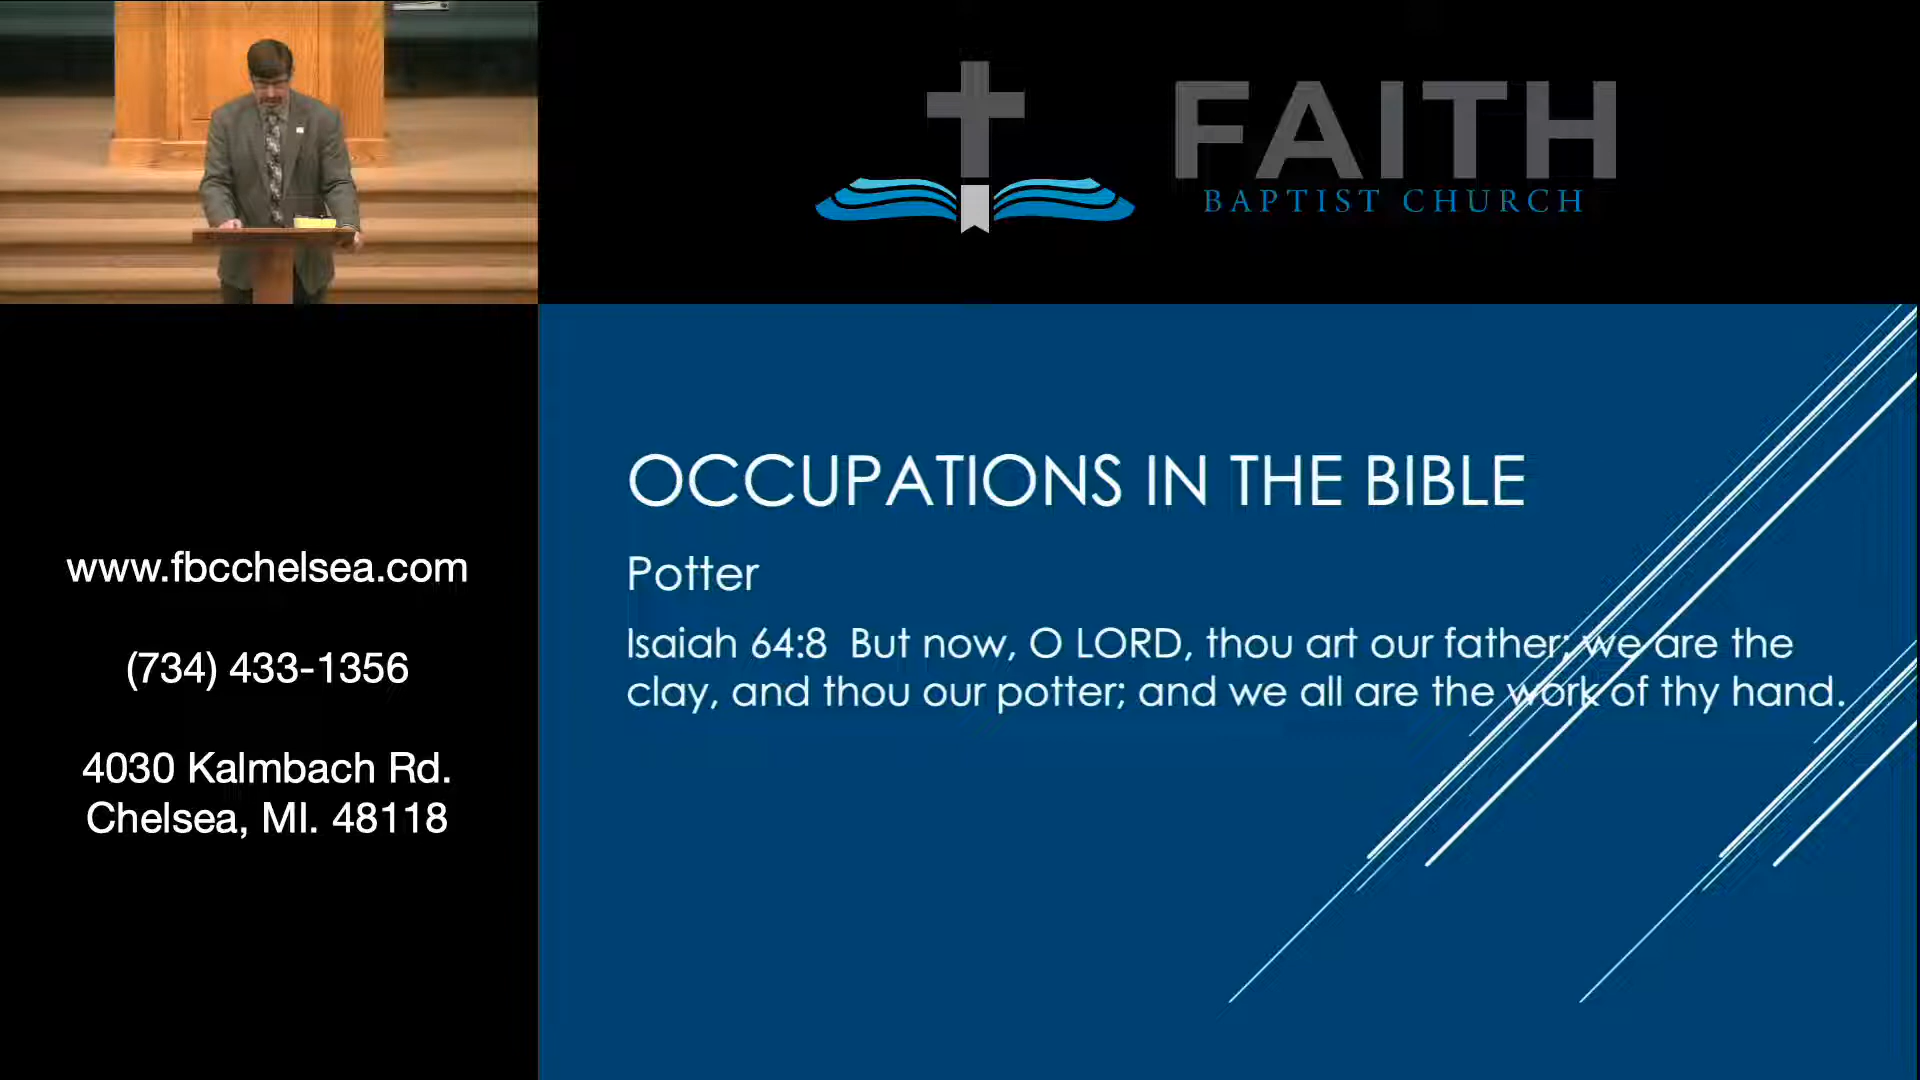 FAITH
BAPTIST CHURCH
OCCUPATIONS IN THE BIBLE
Potter
Isaiah 64:8  But now, O LORD, thou art our father; we are the
clay, and thou our potter; and we all are the work of thy hand.
www.fbcchelsea.com
(734) 433-1356
4030 Kalmbach Rd.
Chelsea, MI. 48118